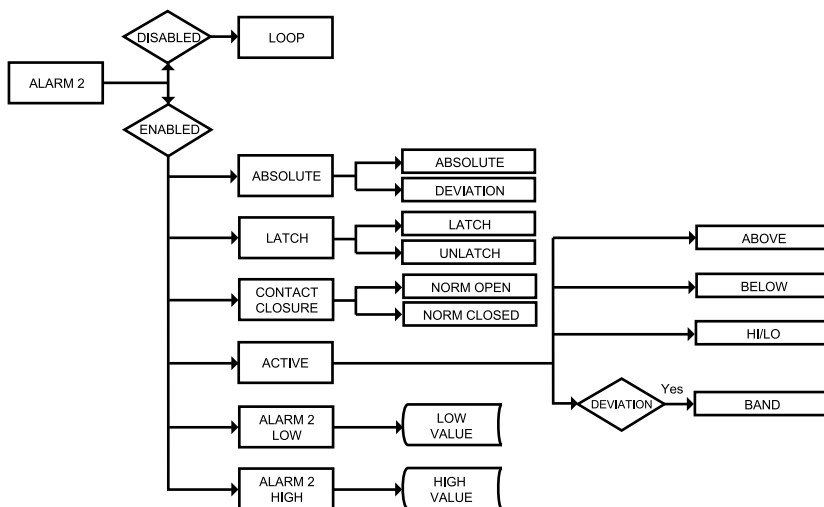 DISABLED
LOOP
ALARM 2
ENABLED
ABSOLUTE
ABSOLUTE
DEVIATION
LATCH
LATCH
UNLATCH
ABOVE
CONTACT
CLOSURE
NORM OPEN
NORM CLOSED
BELOW
HI/LO
ACTIVE
DEVIATION
Yes
BAND
ALARM 2
LOW
LOW
VALUE
ALARM 2
HIGH
HIGH
VALUE